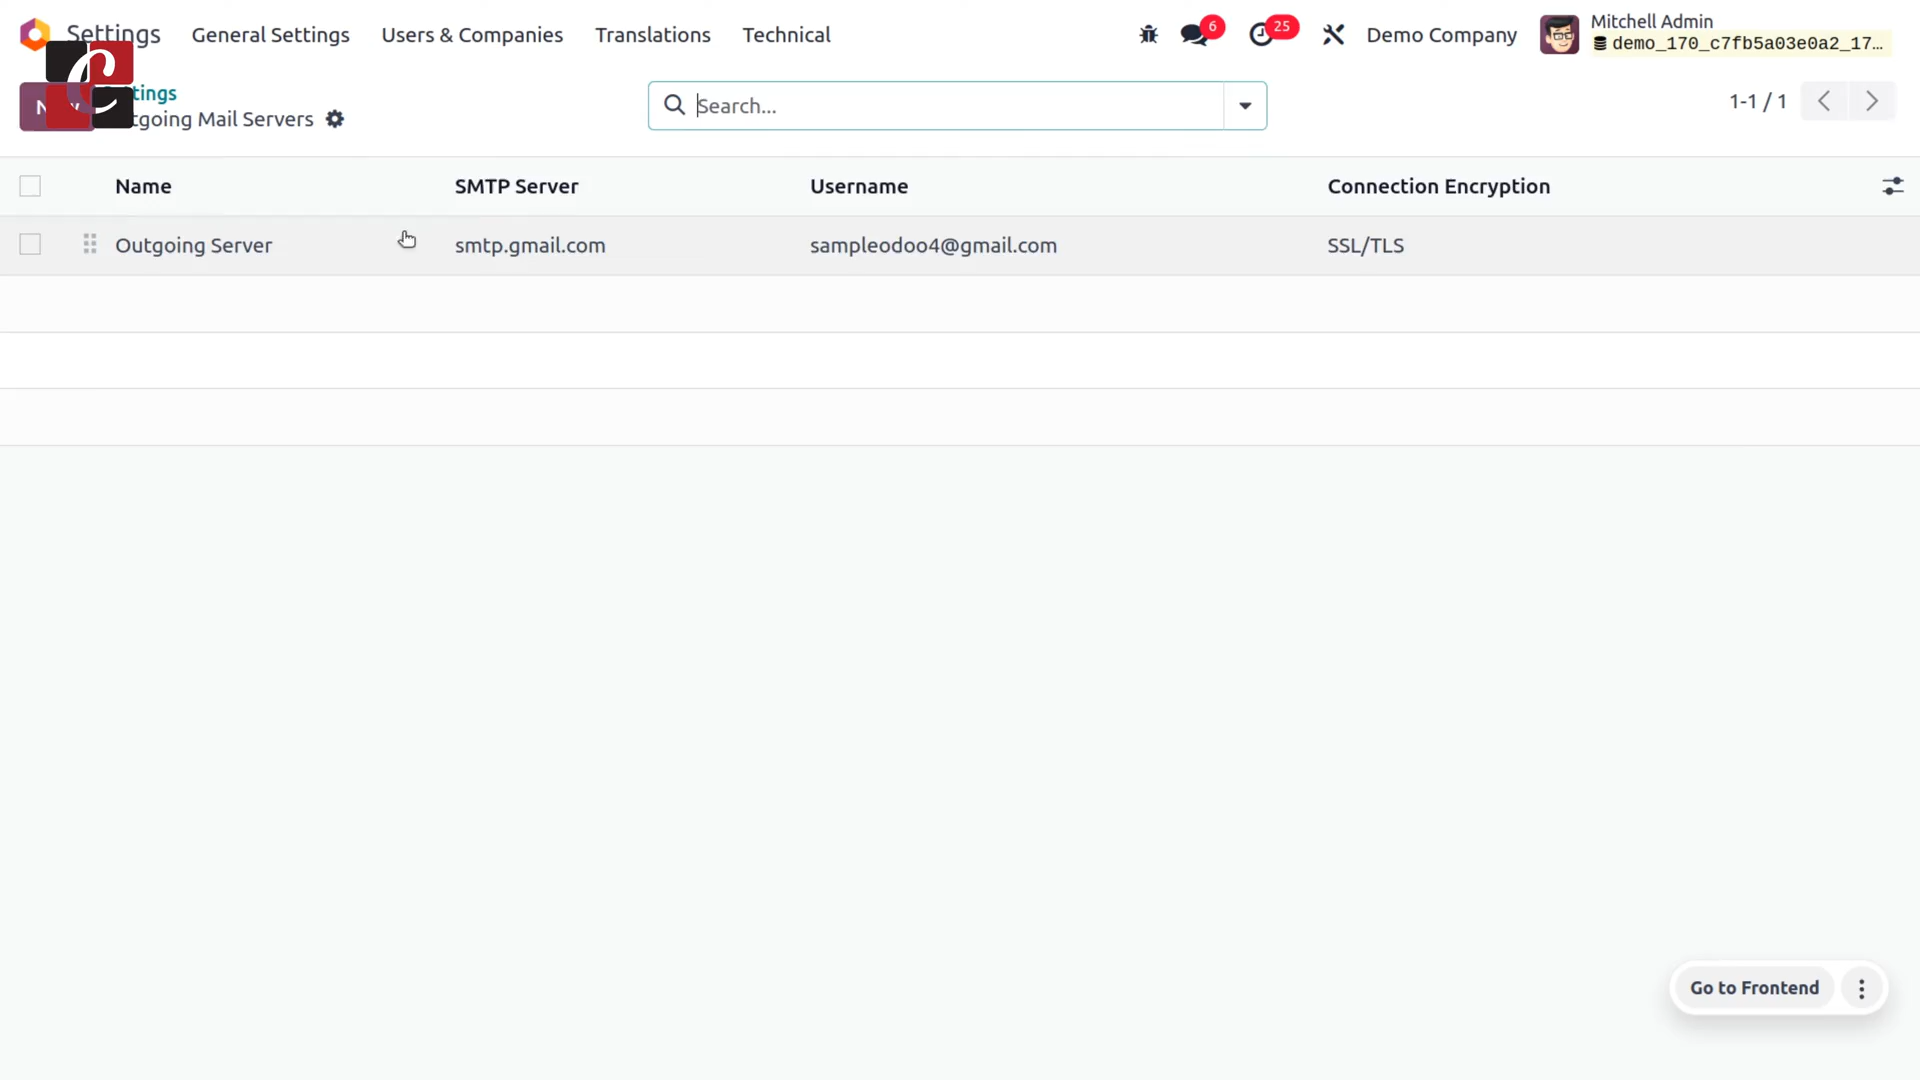 Settings General Settings Users & Companies Translations Technical 6 25 Demo Company Mitchell Admin
demo_170_c7fb5a03e0a2_17...
Search...
1-1 / 1
Mail Servers
Name SMTP Server Username Connection Encryption
Outgoing Server smtp.gmail.com sampleodoo4@gmail.com SSL/TLS
Go to Frontend